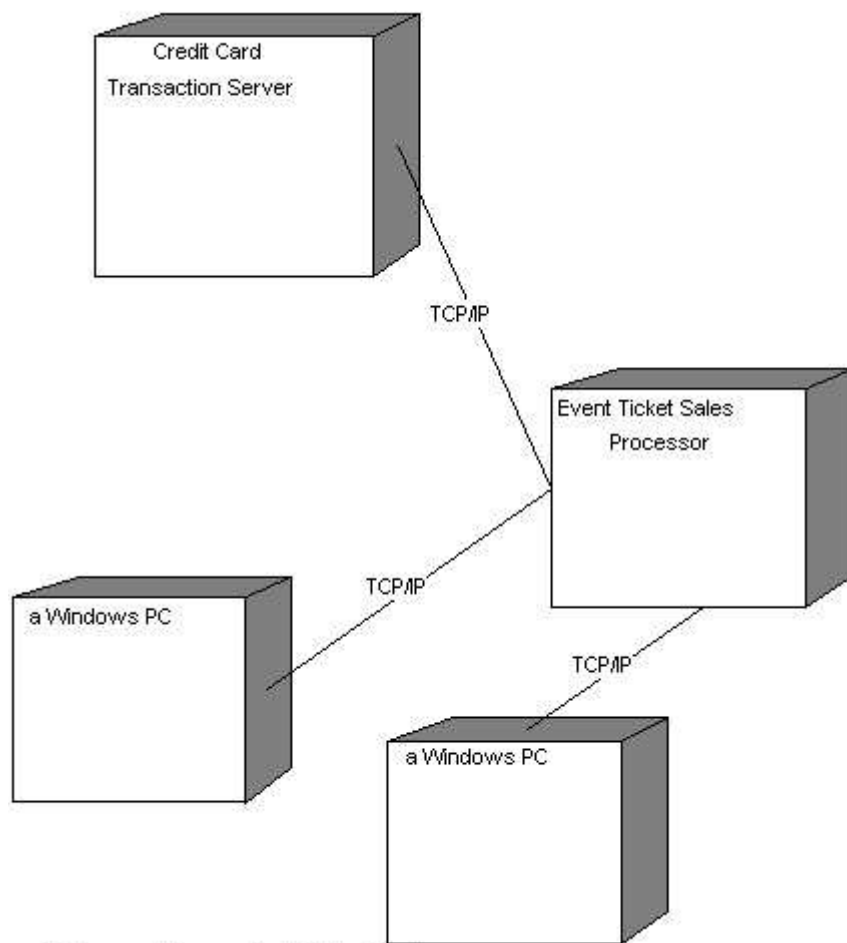 Credit Card
Transaction Server
TCP/IP
Event Ticket Sales
Processor
TCP/IP
a Windows PC
TCP/IP
a Windows PC